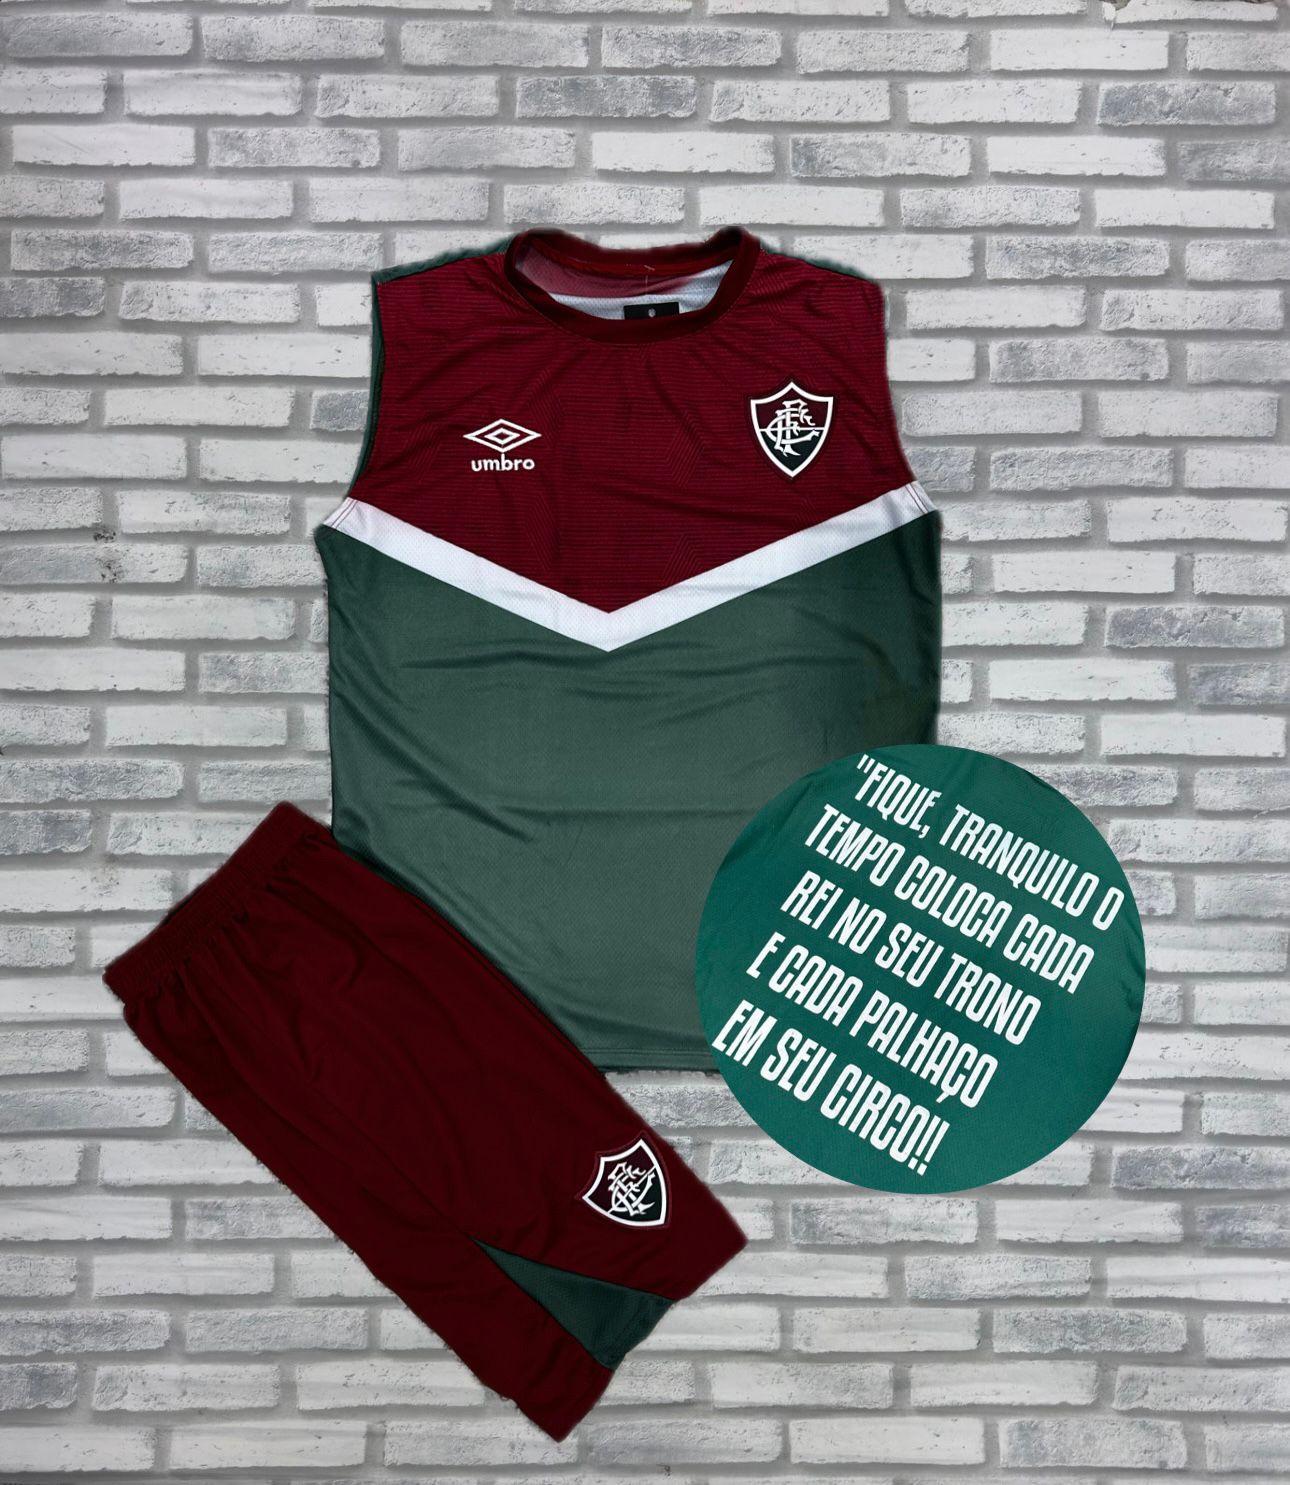 umbro
"FIQUE, TRANQUILO O
TEMPO COLOCA CADA
REI NO SEU TRONO
E CADA PALHAÇO
EM SEU CIRCO!!